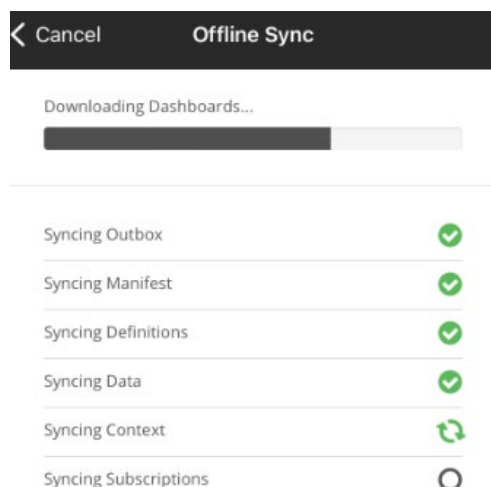 Cancel
Offline Sync
Downloading Dashboards...
Syncing Outbox
Syncing Manifest
Syncing Definitions
Syncing Data
Syncing Context
Syncing Subscriptions